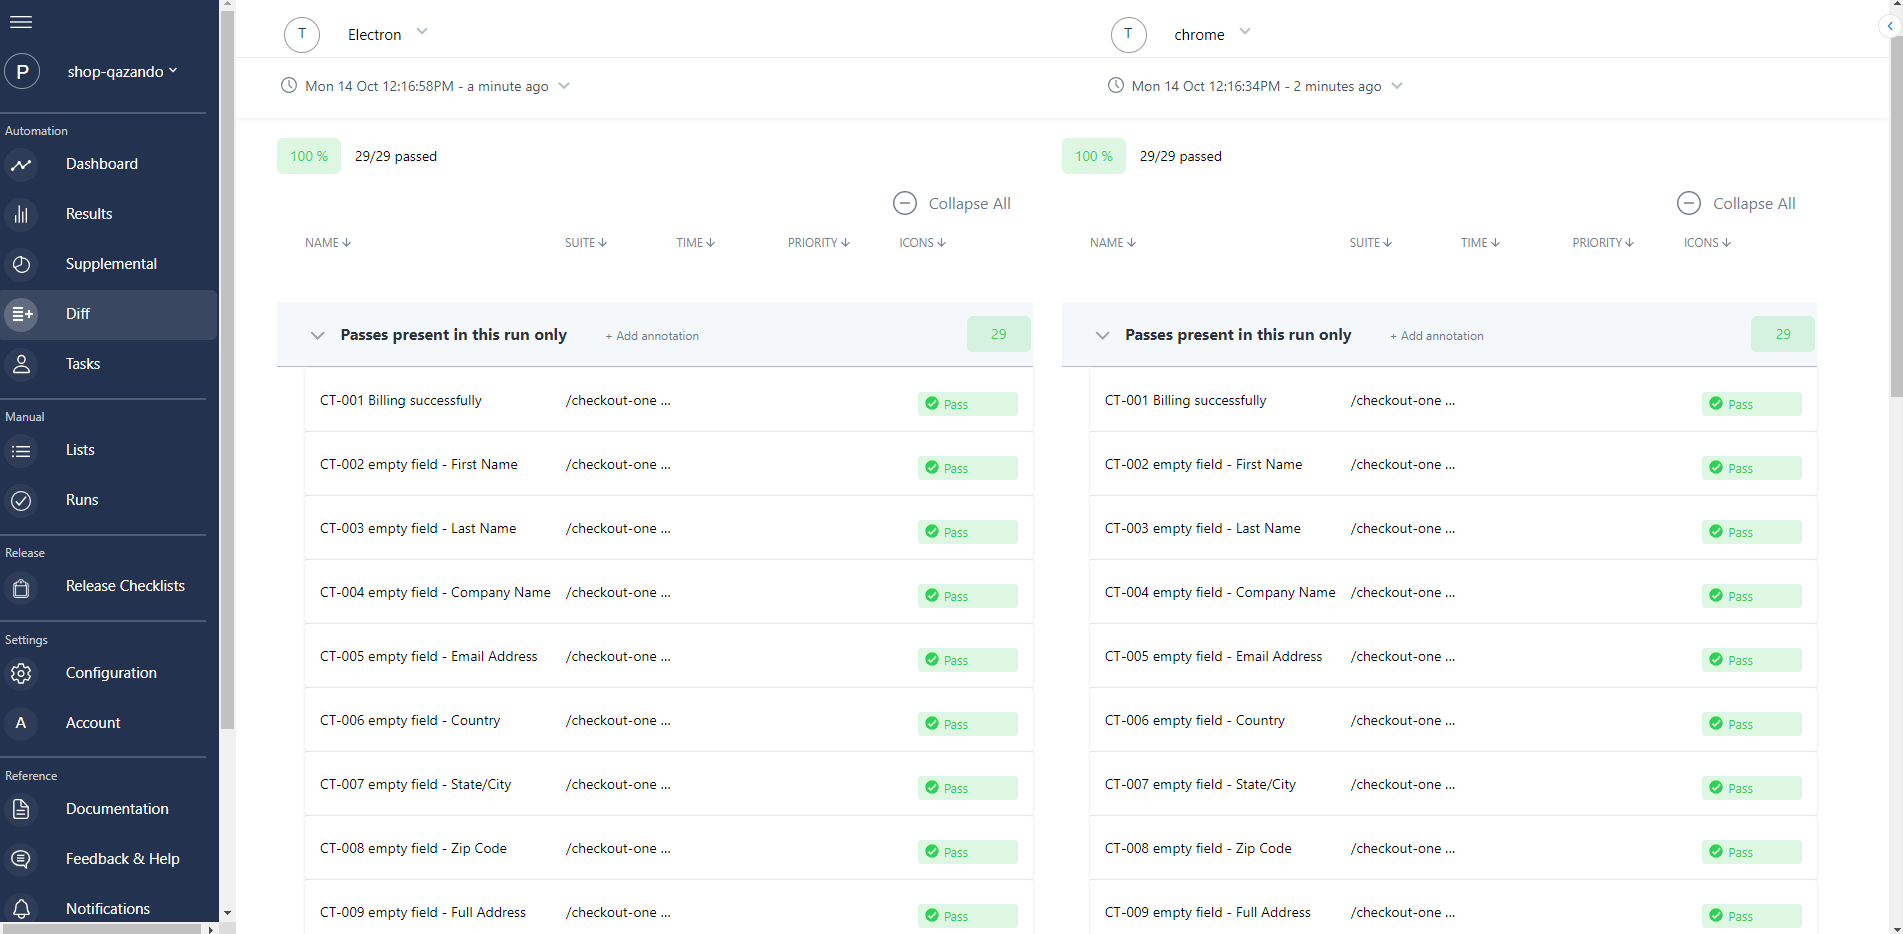 P
shop-qazando
Automation
Dashboard
Results
Supplemental
Diff
Tasks
Manual
Lists
Runs
Release
Release Checklists
Settings
Configuration
A
Account
Reference
Documentation
Feedback & Help
Notifications
T Electron
Mon 14 Oct 12:16:58PM - a minute ago
100 % 29/29 passed
Collapse All
NAME SUITE TIME PRIORITY ICONS
Passes present in this run only + Add annotation 29
CT-001 Billing successfully /checkout-one ... Pass
CT-002 empty field - First Name /checkout-one ... Pass
CT-003 empty field - Last Name /checkout-one ... Pass
CT-004 empty field - Company Name /checkout-one ... Pass
CT-005 empty field - Email Address /checkout-one ... Pass
CT-006 empty field - Country /checkout-one ... Pass
CT-007 empty field - State/City /checkout-one ... Pass
CT-008 empty field - Zip Code /checkout-one ... Pass
CT-009 empty field - Full Address /checkout-one ... Pass
T chrome
Mon 14 Oct 12:16:34PM - 2 minutes ago
100 % 29/29 passed
Collapse All
NAME SUITE TIME PRIORITY ICONS
Passes present in this run only + Add annotation 29
CT-001 Billing successfully /checkout-one ... Pass
CT-002 empty field - First Name /checkout-one ... Pass
CT-003 empty field - Last Name /checkout-one ... Pass
CT-004 empty field - Company Name /checkout-one ... Pass
CT-005 empty field - Email Address /checkout-one ... Pass
CT-006 empty field - Country /checkout-one ... Pass
CT-007 empty field - State/City /checkout-one ... Pass
CT-008 empty field - Zip Code /checkout-one ... Pass
CT-009 empty field - Full Address /checkout-one ... Pass